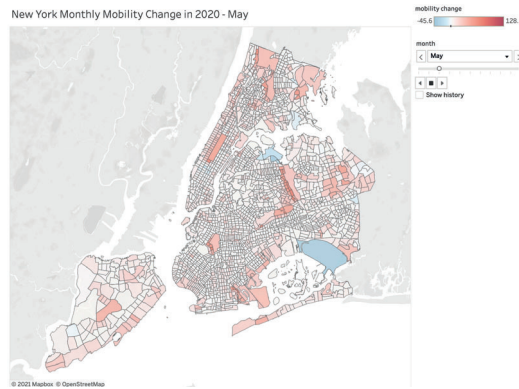 New York Monthly Mobility Change in 2020 - May
mobility change
-45.6
128.
month
May
Show history
© 2021 Mapbox © OpenStreetMap